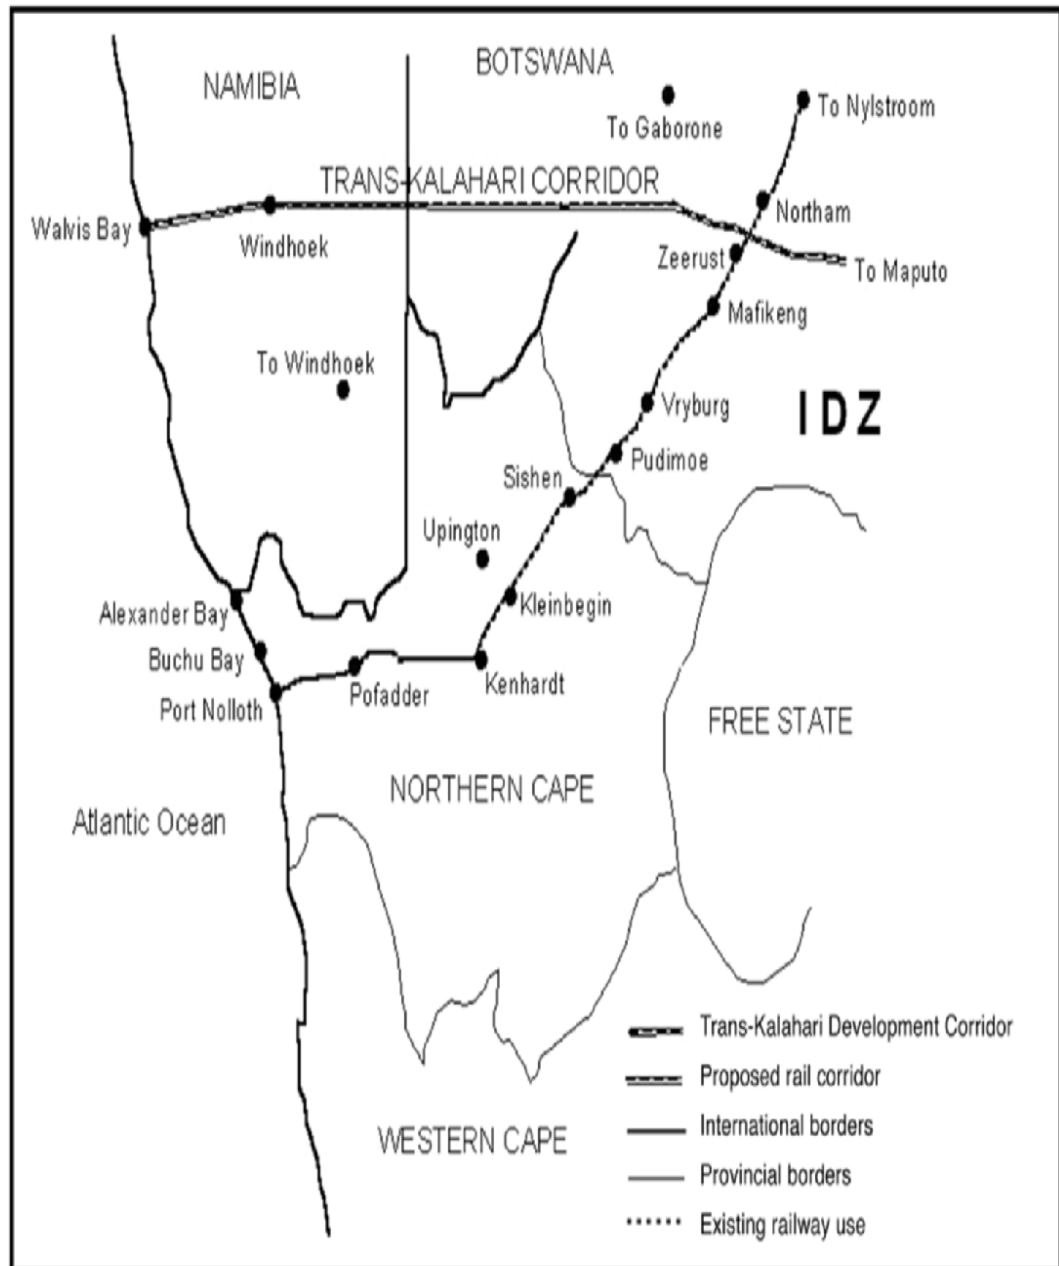 NAMIBIA
BOTSWANA
To Gaborone
To Nylstroom
TRANS-KALAHARI CORRIDOR
Walvis Bay
Windhoek
Northam
Zeerust
To Maputo
Mafikeng
To Windhoek
Vryburg
IDZ
Pudimoe
Sishen
Upington
Kleinbegin
Alexander Bay
Buchu Bay
Port Nolloth
Pofadder
Kenhardt
FREE STATE
NORTHERN CAPE
Atlantic Ocean
WESTERN CAPE
Trans-Kalahari Development Corridor
Proposed rail corridor
International borders
Provincial borders
Existing railway use